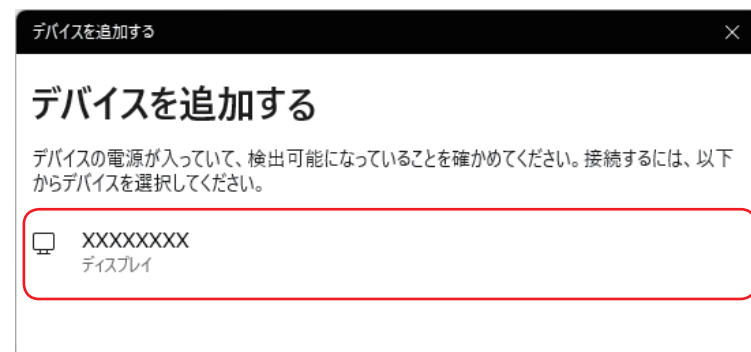 デバイスを追加する
デバイスを追加する
デバイスの電源が入っていて、検出可能になっていることを確かめてください。接続するには、以下
からデバイスを選択してください。
XXXXXXXX
ディスプレイ